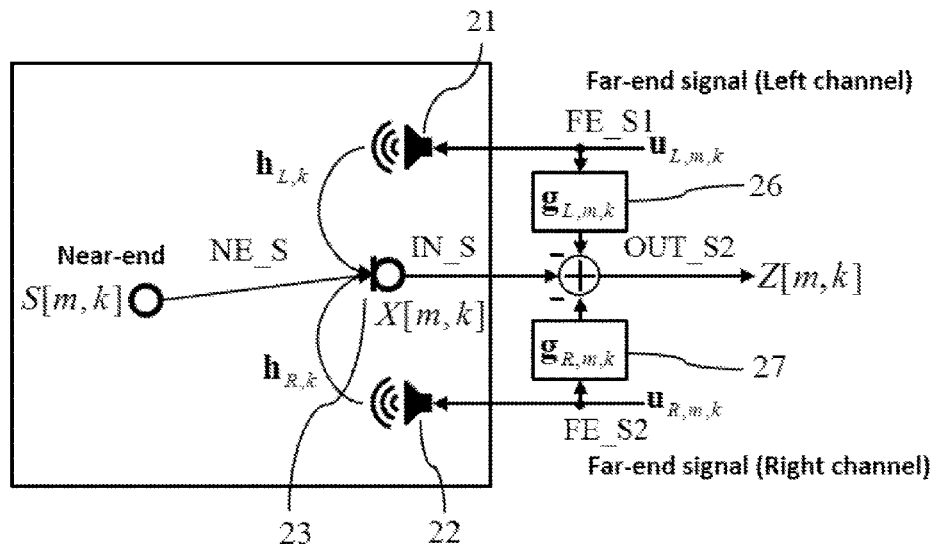 21
Far-end signal (Left channel)
FE_S1
u_{L,m,k}
h_{L,k}
g_{L,m,k}
26
Near-end
NE_S
IN_S
OUT_S2
S[m,k]
X[m,k]
Z[m,k]
h_{R,k}
g_{R,m,k}
27
u_{R,m,k}
FE_S2
Far-end signal (Right channel)
23
22